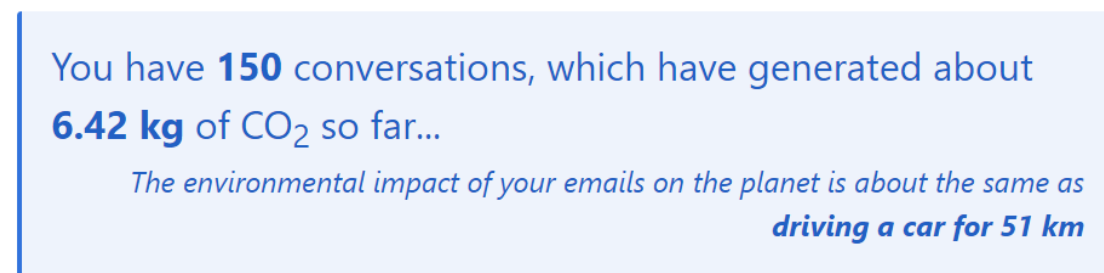 You have 150 conversations, which have generated about
6.42 kg of CO₂ so far...
The environmental impact of your emails on the planet is about the same as
driving a car for 51 km